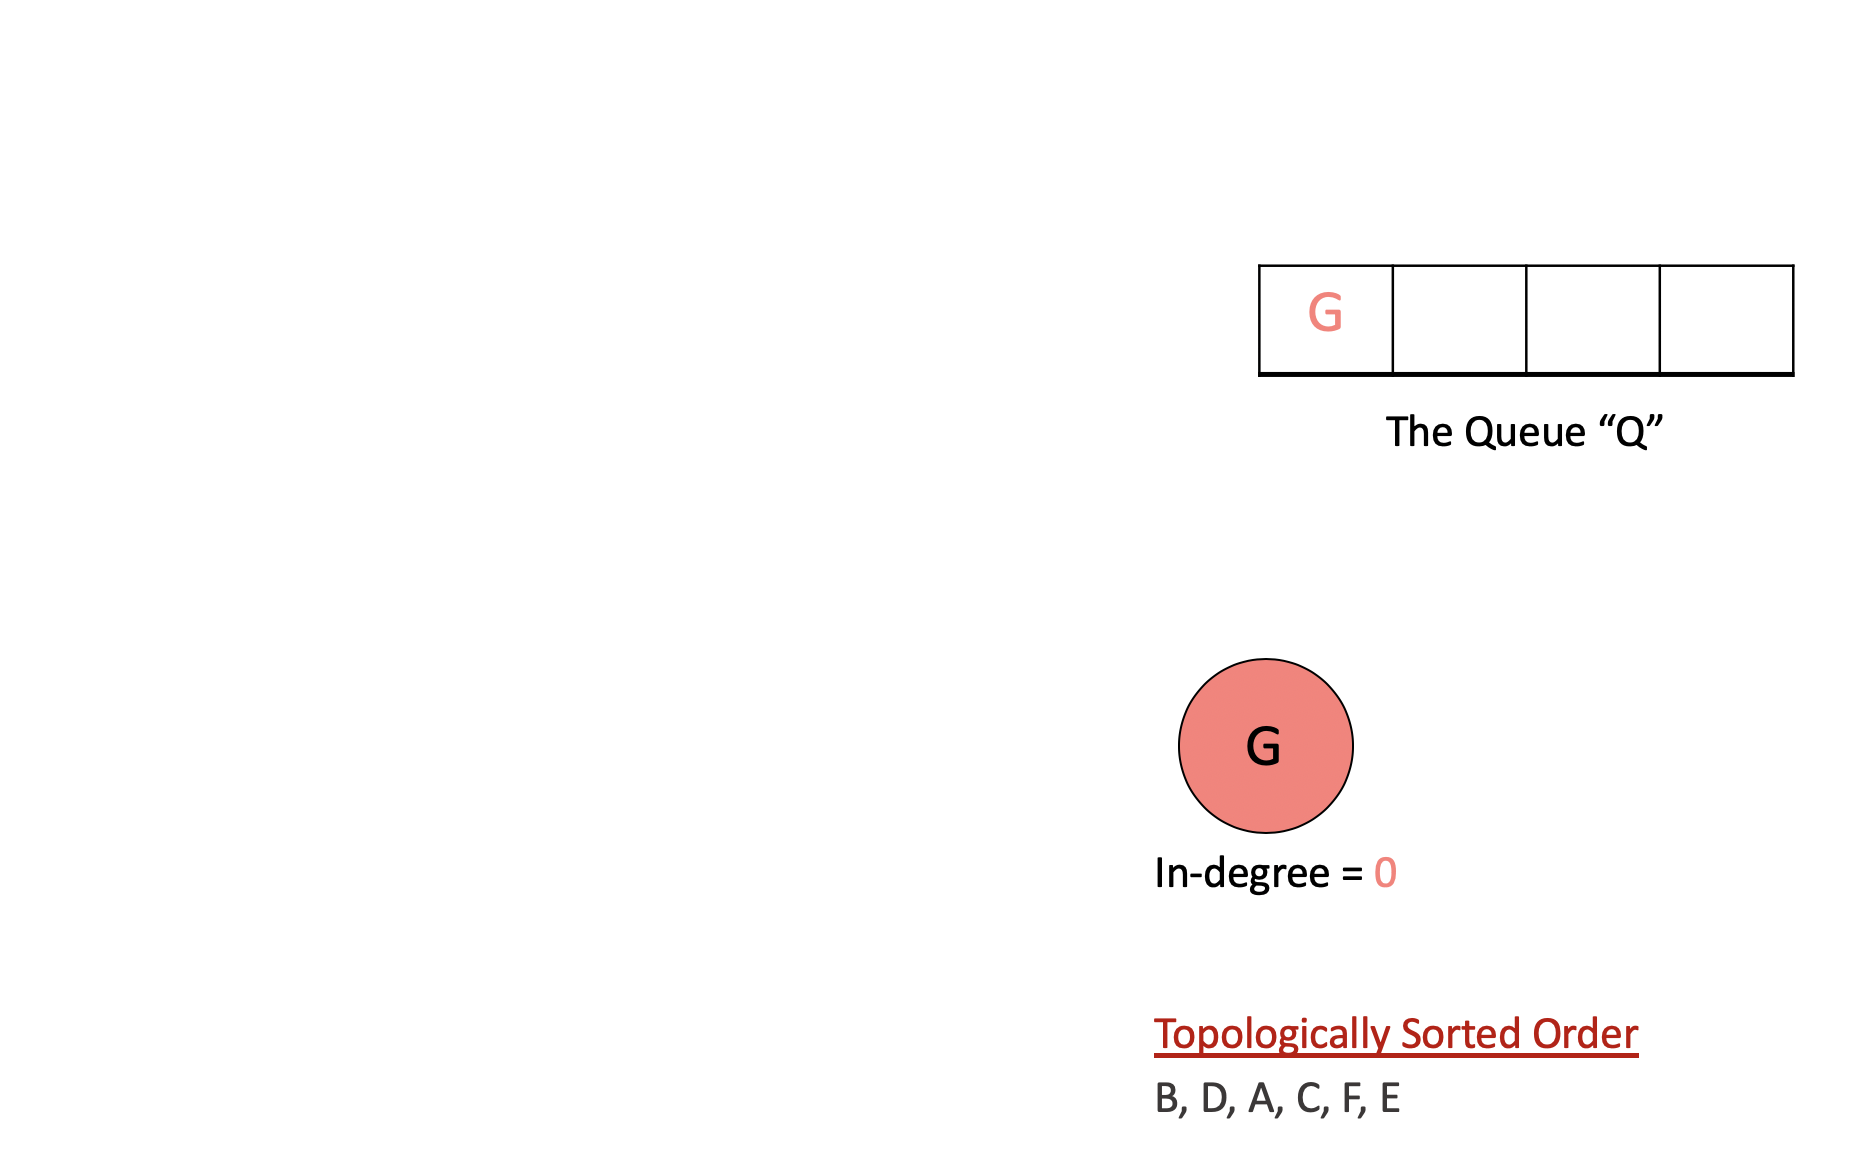 G
The Queue “Q”
G
In-degree = 0
Topologically Sorted Order
B, D, A, C, F, E